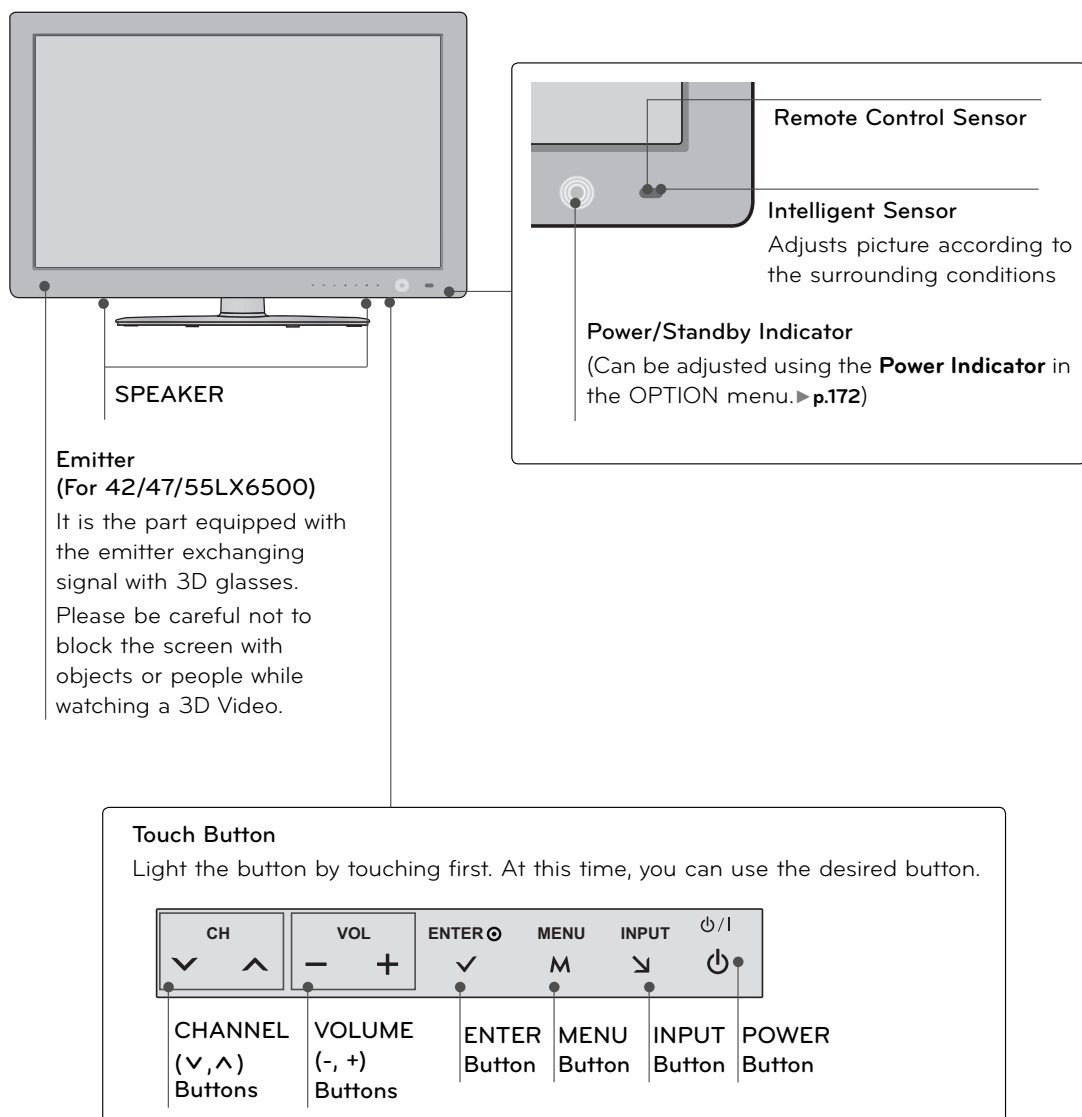 Remote Control Sensor
Intelligent Sensor
Adjusts picture according to
the surrounding conditions
Power/Standby Indicator
(Can be adjusted using the Power Indicator in
the OPTION menu.►p.172)
SPEAKER
Emitter
(For 42/47/55LX6500)
It is the part equipped with
the emitter exchanging
signal with 3D glasses.
Please be careful not to
block the screen with
objects or people while
watching a 3D Video.
Touch Button
Light the button by touching first. At this time, you can use the desired button.
CH
VOL
ENTER
MENU
INPUT
⏻/I
- +
M
CHANNEL
(∨,∧)
Buttons
VOLUME
(-, +)
Buttons
ENTER
Button
MENU
Button
INPUT
Button
POWER
Button